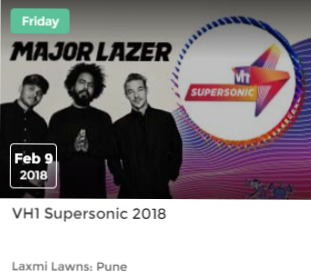 Friday
MAJOR LAZER
VH1
SUPERSONIC
Feb 9
2018
VH1 Supersonic 2018
Laxmi Lawns: Pune